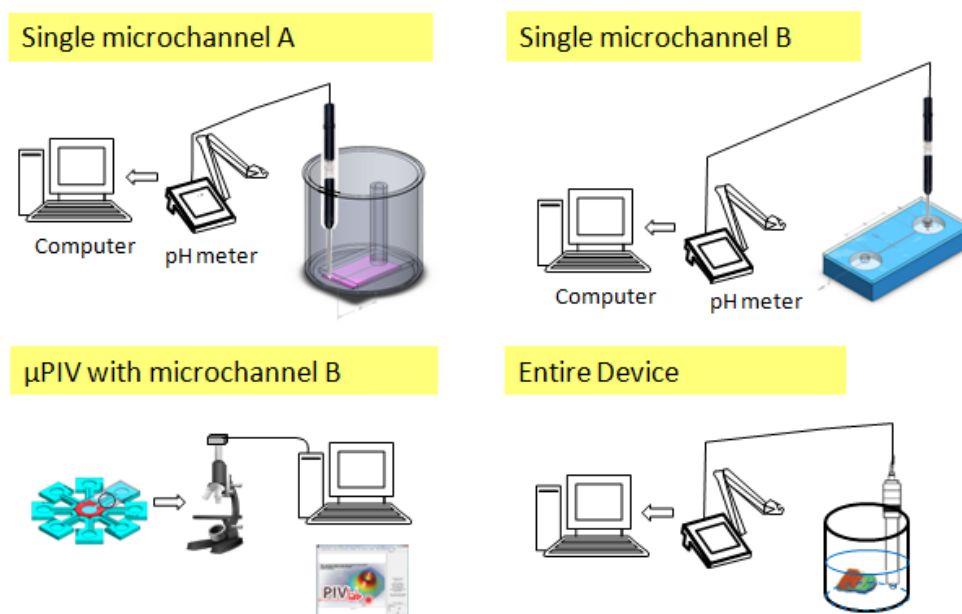 Single microchannel A
Single microchannel B
Computer
pH meter
Computer
pH meter
µPIV with microchannel B
Entire Device
PIV